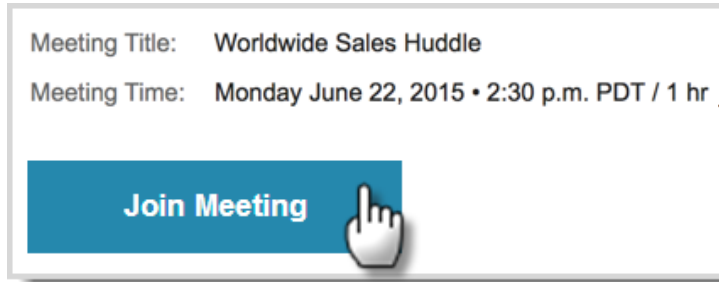 Meeting Title: Worldwide Sales Huddle
Meeting Time: Monday June 22, 2015 • 2:30 p.m. PDT / 1 hr
Join Meeting